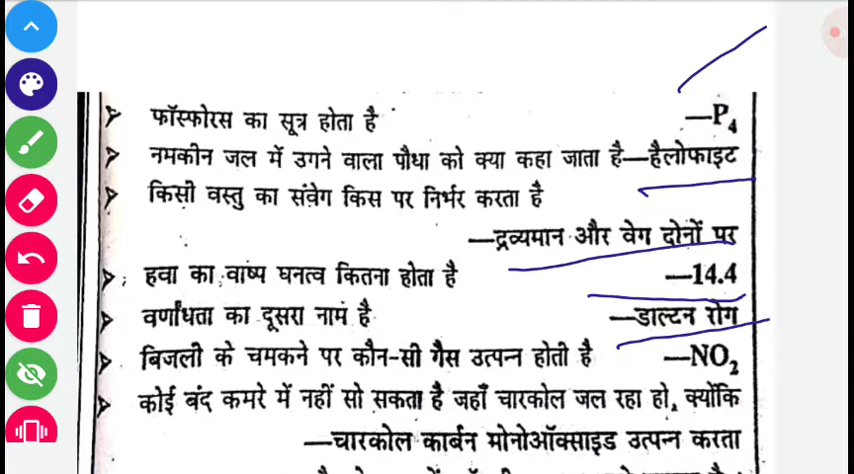 ➢ फॉस्फोरस का सूत्र होता है —P₄
➢ नमकीन जल में उगने वाला पौधा को क्या कहा जाता है—हैलोफाइट
➢ किसी वस्तु का संवेग किस पर निर्भर करता है
—द्रव्यमान और वेग दोनों पर
➢ हवा का वाष्प घनत्व कितना होता है —14.4
➢ वर्णांधता का दूसरा नाम है —डाल्टन रोग
➢ बिजली के चमकने पर कौन-सी गैस उत्पन्न होती है —NO₂
➢ कोई बंद कमरे में नहीं सो सकता है जहाँ चारकोल जल रहा हो, क्योंकि
—चारकोल कार्बन मोनोऑक्साइड उत्पन्न करता